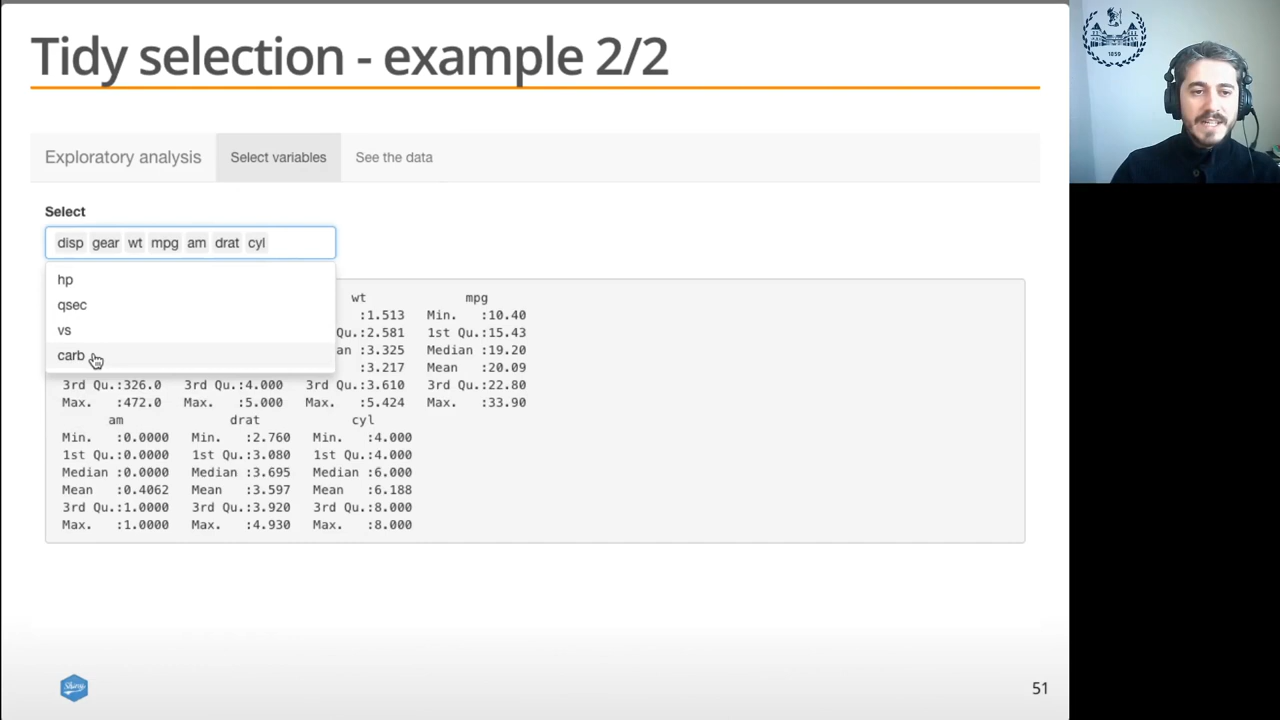 Tidy selection - example 2/2
1859
Exploratory analysis Select variables See the data
Select
disp gear wt mpg am drat cyl
hp
qsec
vs
carb
wt mpg
:1.513 Min. :10.40
Qu.:2.581 1st Qu.:15.43
an :3.325 Median :19.20
:3.217 Mean :20.09
3rd Qu.:326.0 3rd Qu.:4.000 3rd Qu.:3.610 3rd Qu.:22.80
Max. :472.0 Max. :5.000 Max. :5.424 Max. :33.90
am drat cyl
Min. :0.0000 Min. :2.760 Min. :4.000
1st Qu.:0.0000 1st Qu.:3.080 1st Qu.:4.000
Median :0.0000 Median :3.695 Median :6.000
Mean :0.4062 Mean :3.597 Mean :6.188
3rd Qu.:1.0000 3rd Qu.:3.920 3rd Qu.:8.000
Max. :1.0000 Max. :4.930 Max. :8.000
Shiny
51